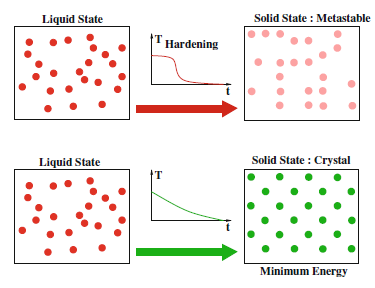 Liquid State
T
Hardening
t
Solid State : Metastable
Liquid State
T
t
Solid State : Crystal
Minimum Energy